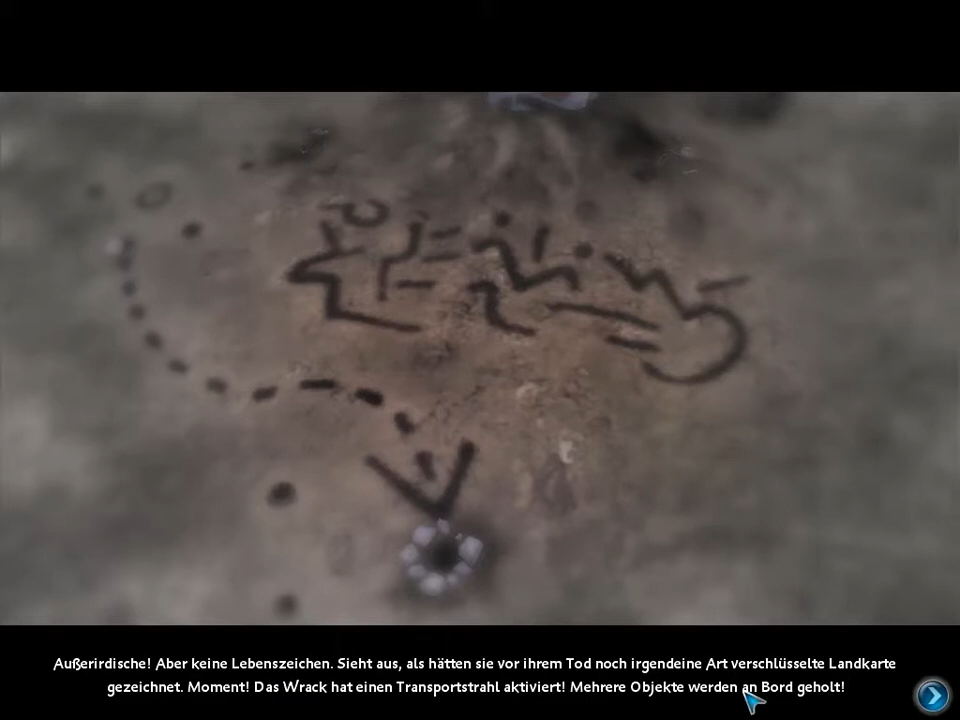 Außerirdische! Aber keine Lebenszeichen. Sieht aus, als hätten sie vor ihrem Tod noch irgendeine Art verschlüsselte Landkarte
gezeichnet. Moment! Das Wrack hat einen Transportstrahl aktiviert! Mehrere Objekte werden an Bord geholt!